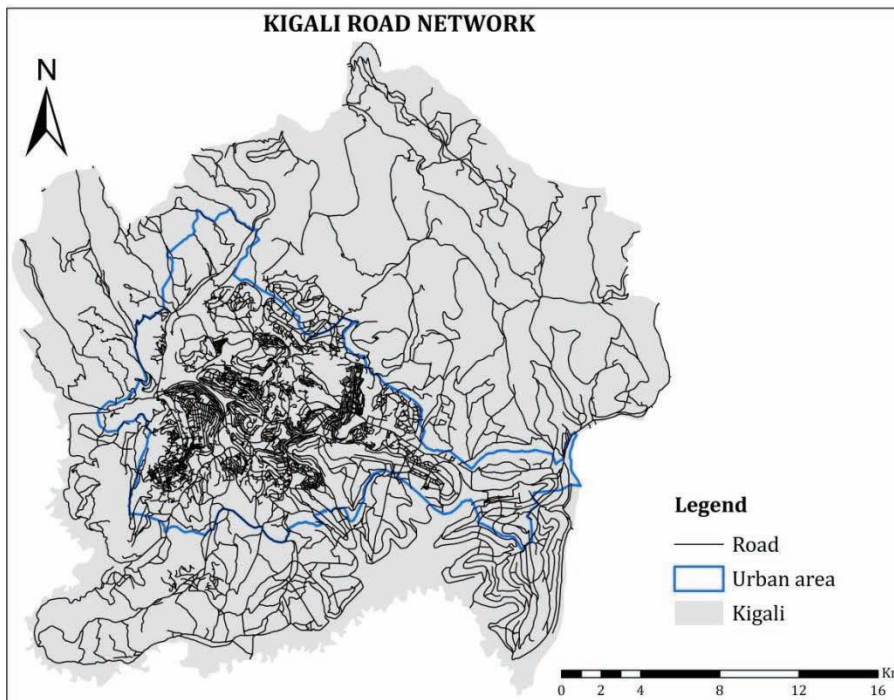 KIGALI ROAD NETWORK
N
Legend
Road
Urban area
Kigali
0 2 4 8 12 16